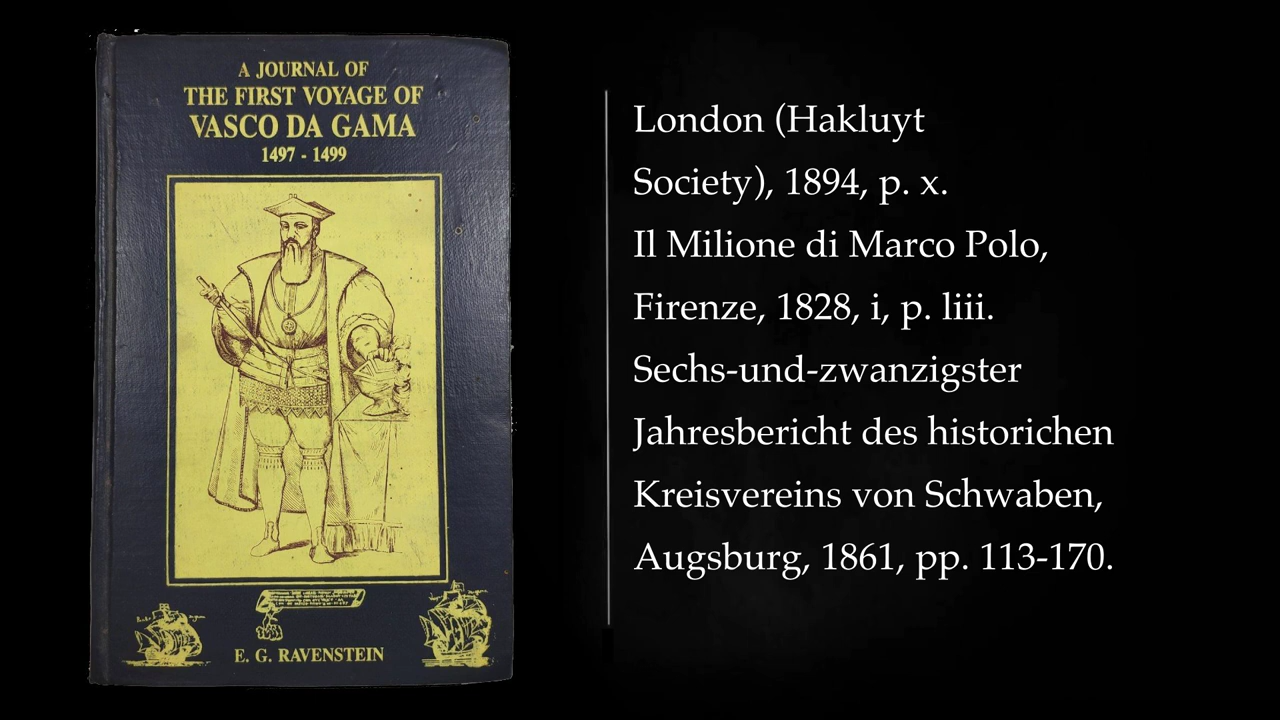 A JOURNAL OF
THE FIRST VOYAGE OF
VASCO DA GAMA
1497 - 1499
E. G. RAVENSTEIN
London (Hakluyt
Society), 1894, p. x.
Il Milione di Marco Polo,
Firenze, 1828, i, p. liii.
Sechs-und-zwanzigster
Jahresbericht des historichen
Kreisvereins von Schwaben,
Augsburg, 1861, pp. 113-170.